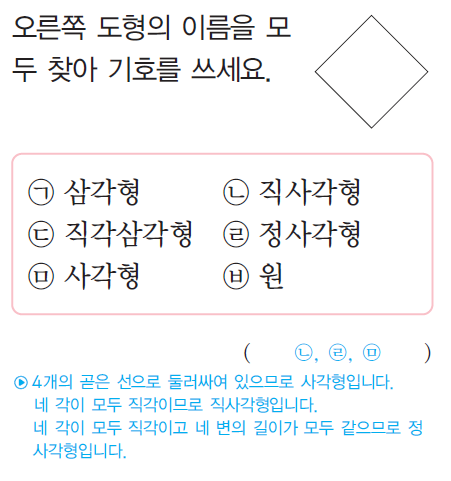 오른쪽 도형의 이름을 모
두 찾아 기호를 쓰세요.
㉠ 삼각형 ㉡ 직사각형
㉢ 직각삼각형 ㉣ 정사각형
㉤ 사각형 ㉥ 원
( ㉡, ㉣, ㉤ )
▶ 4개의 곧은 선으로 둘러싸여 있으므로 사각형입니다.
네 각이 모두 직각이므로 직사각형입니다.
네 각이 모두 직각이고 네 변의 길이가 모두 같으므로 정
사각형입니다.